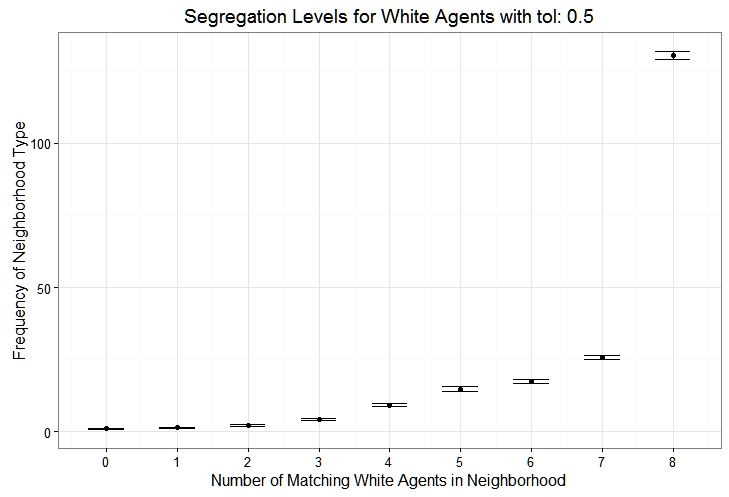 Segregation Levels for White Agents with tol: 0.5
Frequency of Neighborhood Type
100
50
0
0 1 2 3 4 5 6 7 8
Number of Matching White Agents in Neighborhood